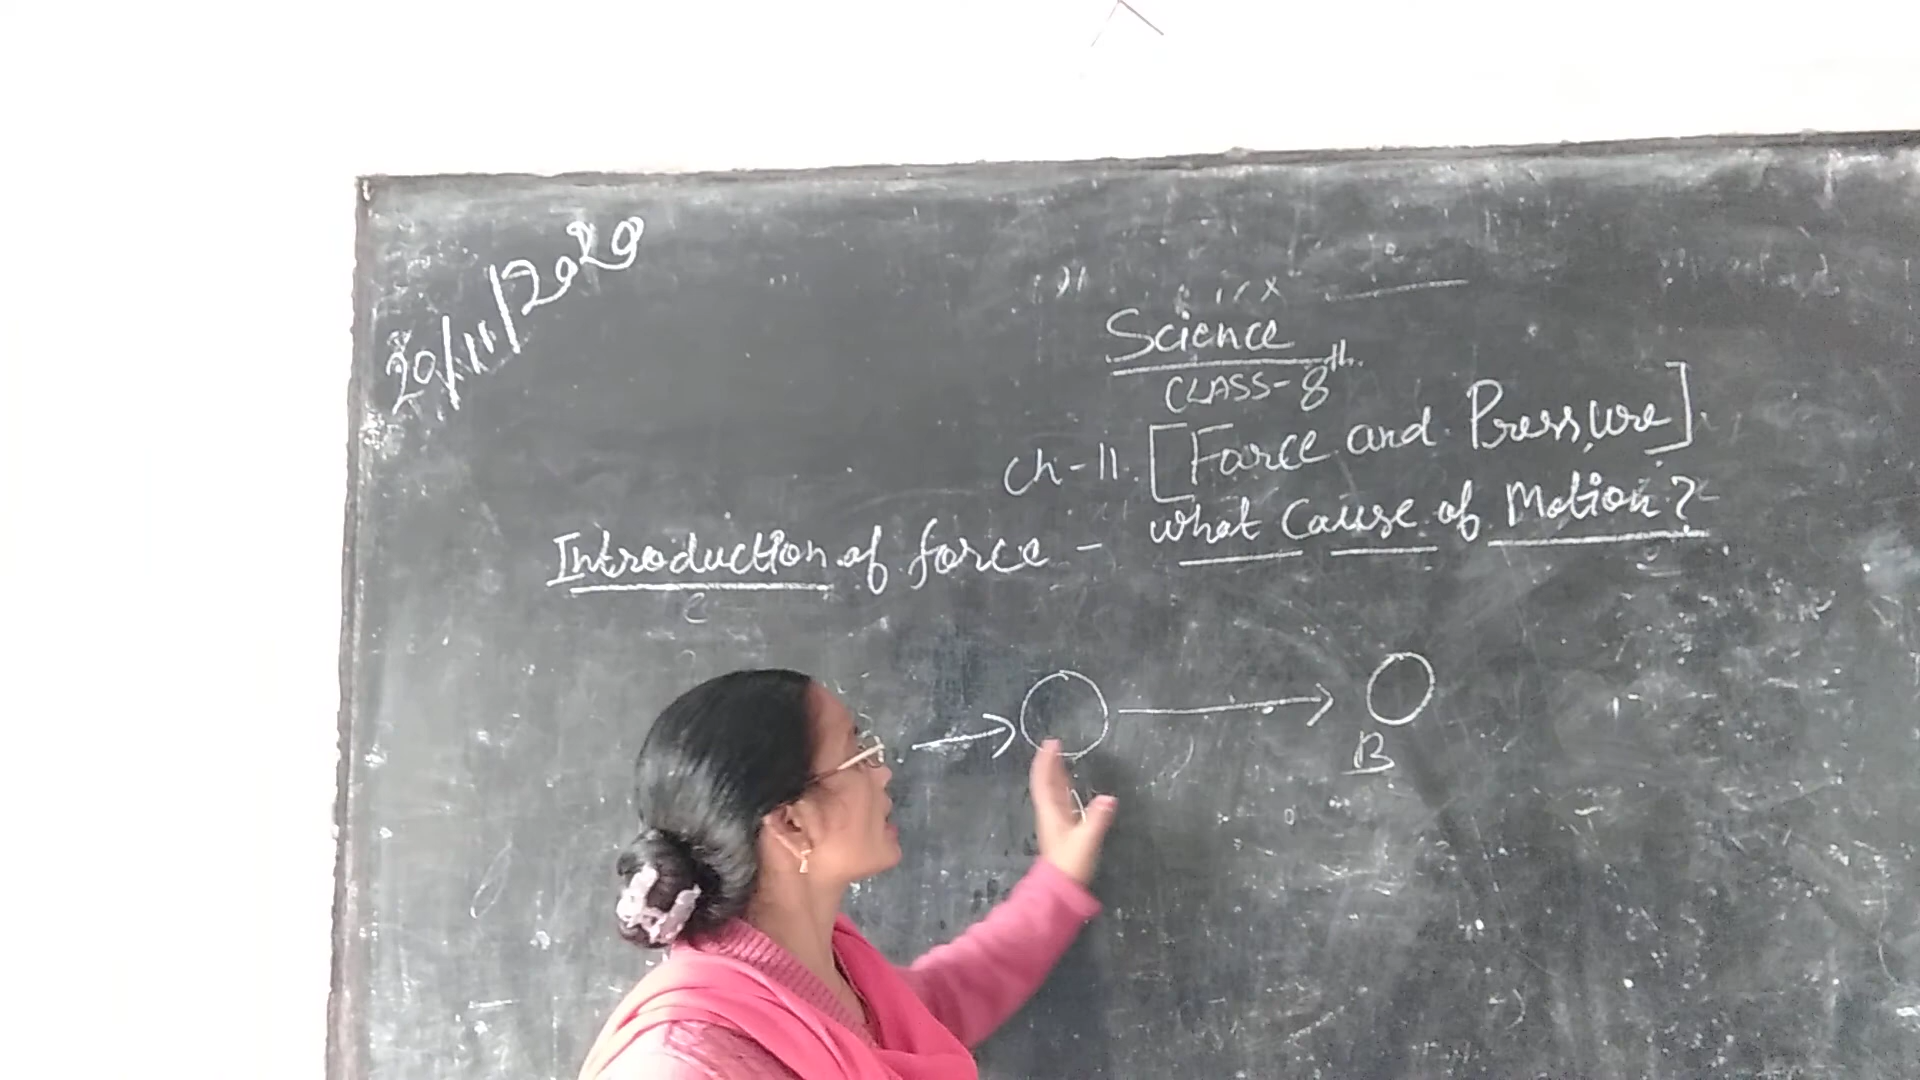 20/11/2020
Science
CLASS-8th.
Ch-11. [Force and Pressure].
Introduction of force - what Cause of Motion?
B